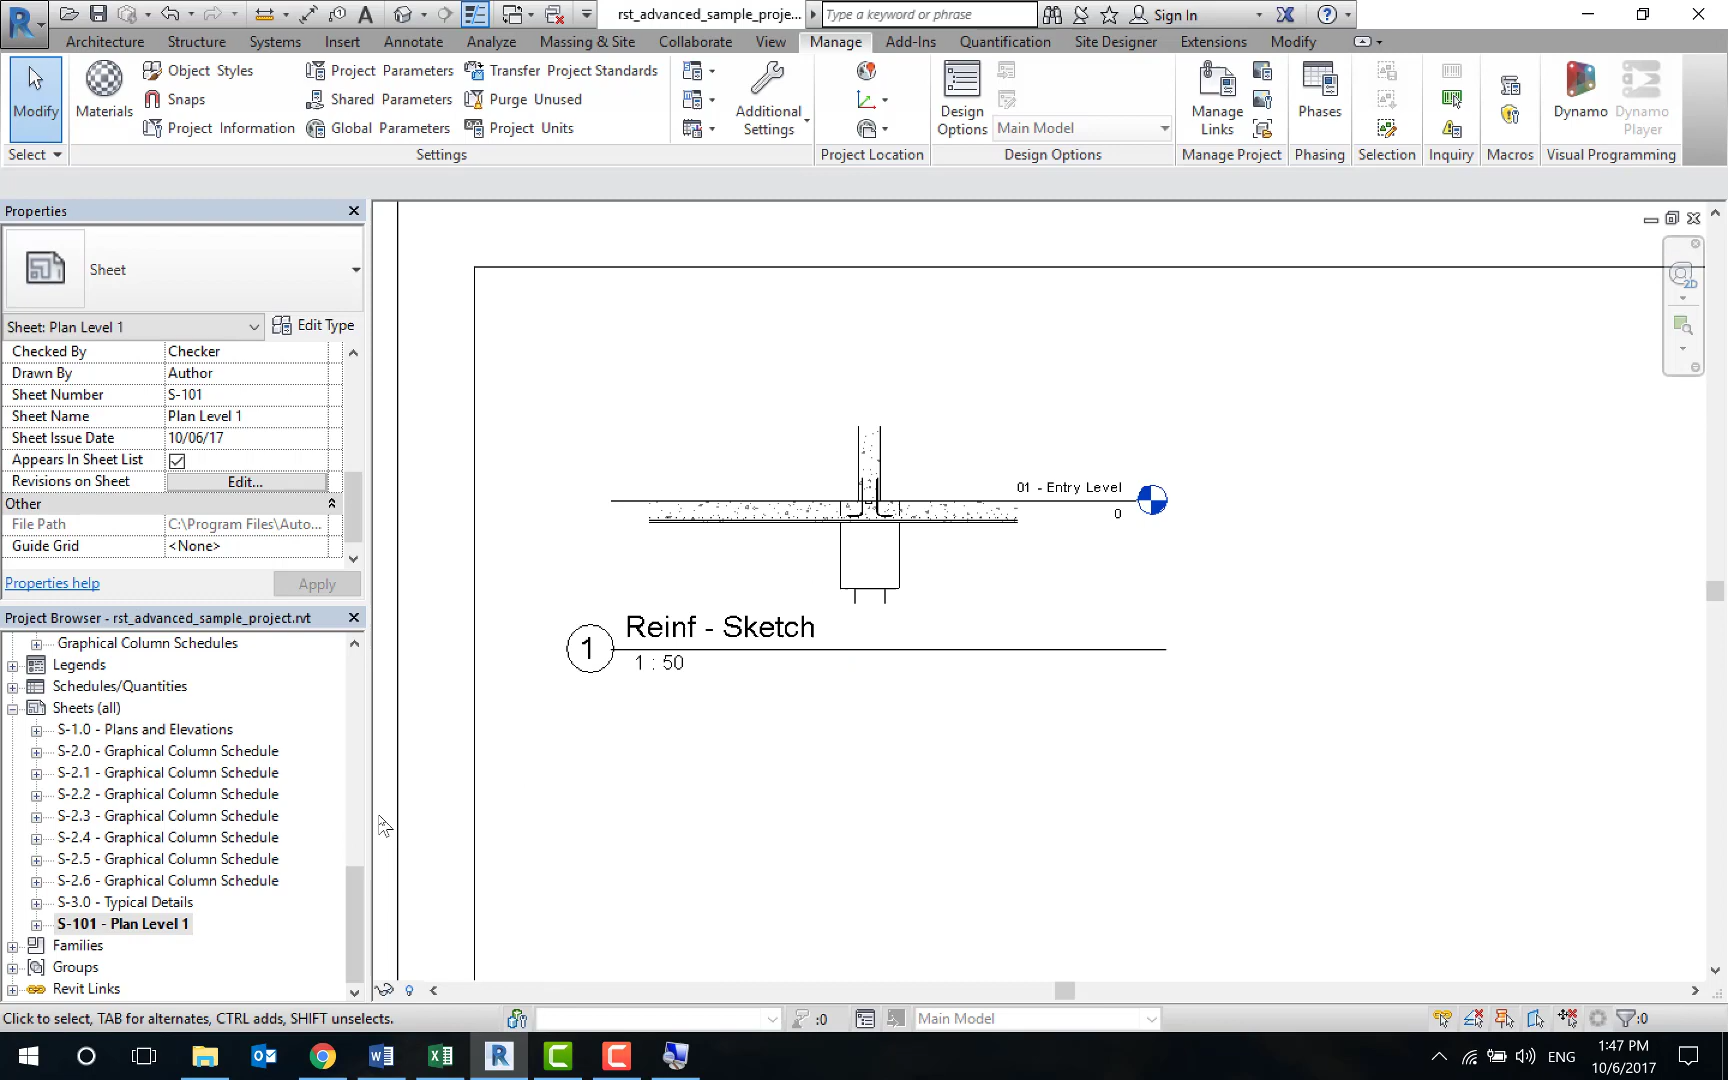 rst_advanced_sample_proje...
Type a keyword or phrase
Sign In
Architecture Structure Systems Insert Annotate Analyze Massing & Site Collaborate View Manage Add-Ins Quantification Site Designer Extensions Modify
Modify
Materials
Object Styles
Snaps
Project Information
Project Parameters
Shared Parameters
Global Parameters
Transfer Project Standards
Purge Unused
Project Units
Additional
Settings
Design
Options
Main Model
Manage
Links
Phases
Dynamo
Dynamo
Player
Select
Settings
Project Location
Design Options
Manage Project
Phasing
Selection
Inquiry
Macros
Visual Programming
Properties
Sheet
Sheet: Plan Level 1
Edit Type
Checked By Checker
Drawn By Author
Sheet Number S-101
Sheet Name Plan Level 1
Sheet Issue Date 10/06/17
Appears In Sheet List
Revisions on Sheet Edit...
Other
File Path C:\Program Files\Auto...
Guide Grid <None>
Properties help
Apply
Project Browser - rst_advanced_sample_project.rvt
Graphical Column Schedules
Legends
Schedules/Quantities
Sheets (all)
S-1.0 - Plans and Elevations
S-2.0 - Graphical Column Schedule
S-2.1 - Graphical Column Schedule
S-2.2 - Graphical Column Schedule
S-2.3 - Graphical Column Schedule
S-2.4 - Graphical Column Schedule
S-2.5 - Graphical Column Schedule
S-2.6 - Graphical Column Schedule
S-3.0 - Typical Details
S-101 - Plan Level 1
Families
Groups
Revit Links
2D
01 - Entry Level
0
1
Reinf - Sketch
1 : 50
Click to select, TAB for alternates, CTRL adds, SHIFT unselects.
:0
Main Model
:0
ENG
1:47 PM
10/6/2017